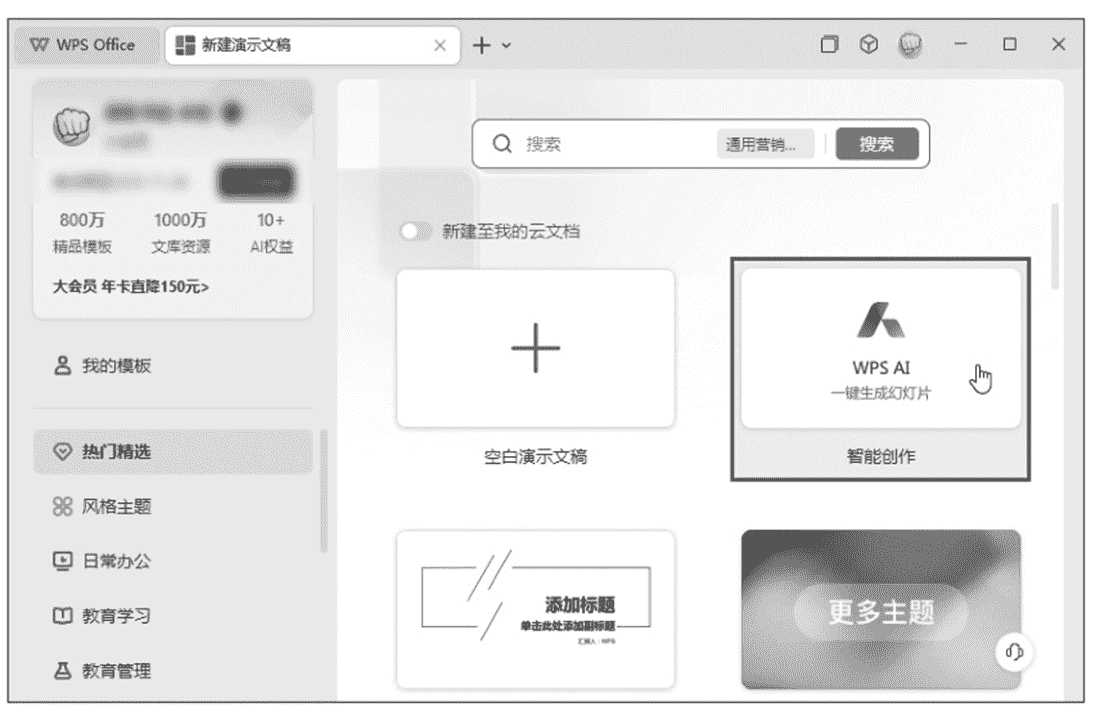 WPS Office
新建演示文稿
800万
1000万
10+
精品模板
文库资源
AI权益
大会员 年卡直降150元>
我的模板
热门精选
风格主题
日常办公
教育学习
教育管理
搜索
通用营销...
搜索
新建至我的云文档
空白演示文稿
WPS AI
一键生成幻灯片
智能创作
添加标题
单击此处添加副标题
汇报人：WPS
更多主题